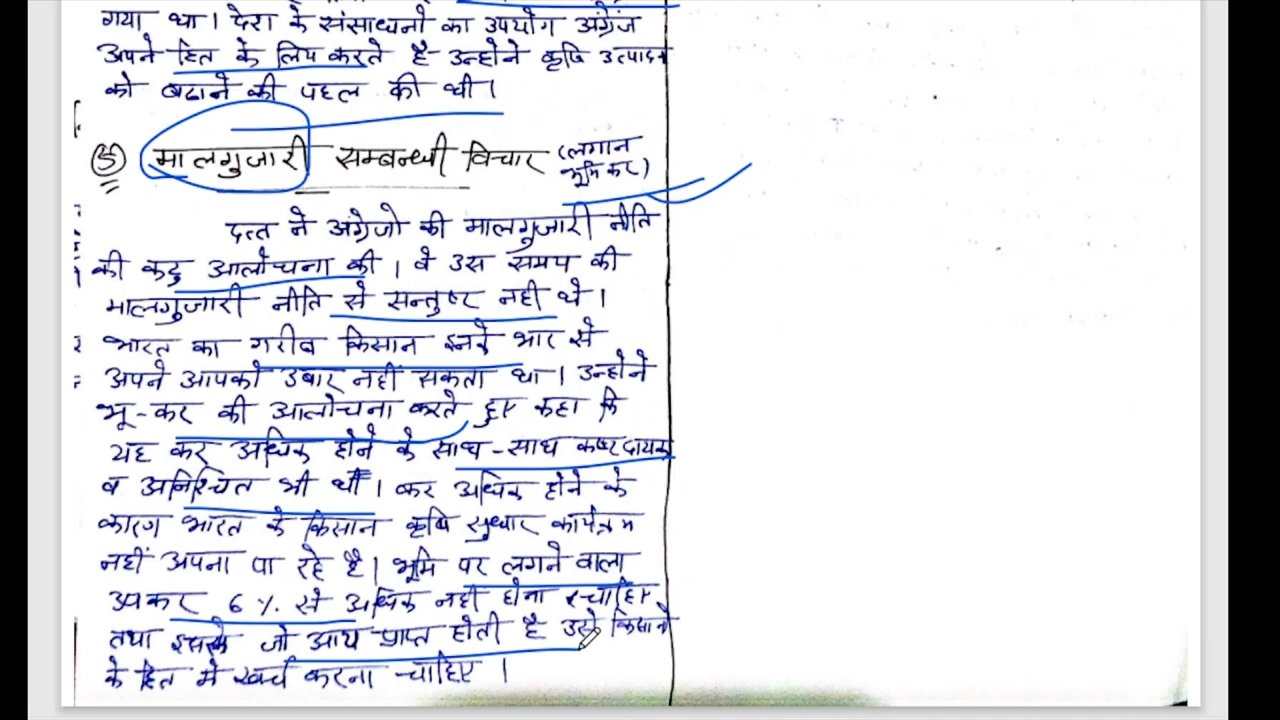 गया था। देश के संसाधनो का उपयोग अंग्रेज
अपने हित के लिए करते है उन्होने कृषि उत्पादन
को बढाने की पहल की थी।
(5) मालगुजारी सम्बन्धी विचार (लगान भूमि कर)
दत्त ने अंग्रेजो की मालगुजारी नीति
की कटु आलोचना की। वे उस समय की
मालगुजारी नीति से सन्तुष्ट नही थे।
भारत का गरीब किसान इनके भार से
अपने आपको उबार नहीं सकता था। उन्होने
भू-कर की आलोचना करते हुए कहा कि
यह कर अधिक होने के साथ-साथ कष्टदायक
व अनिश्चित भी थी। कर अधिक होने के
कारण भारत के किसान कृषि सुधार कार्यक्रम
नहीं अपना पा रहे है। भूमि पर लगने वाला
उपकर 6%. से अधिक नही होना चाहिए
तथा इससे जो आय प्राप्त होती है उसे किसानो
के हित मे खर्च करना चाहिए।